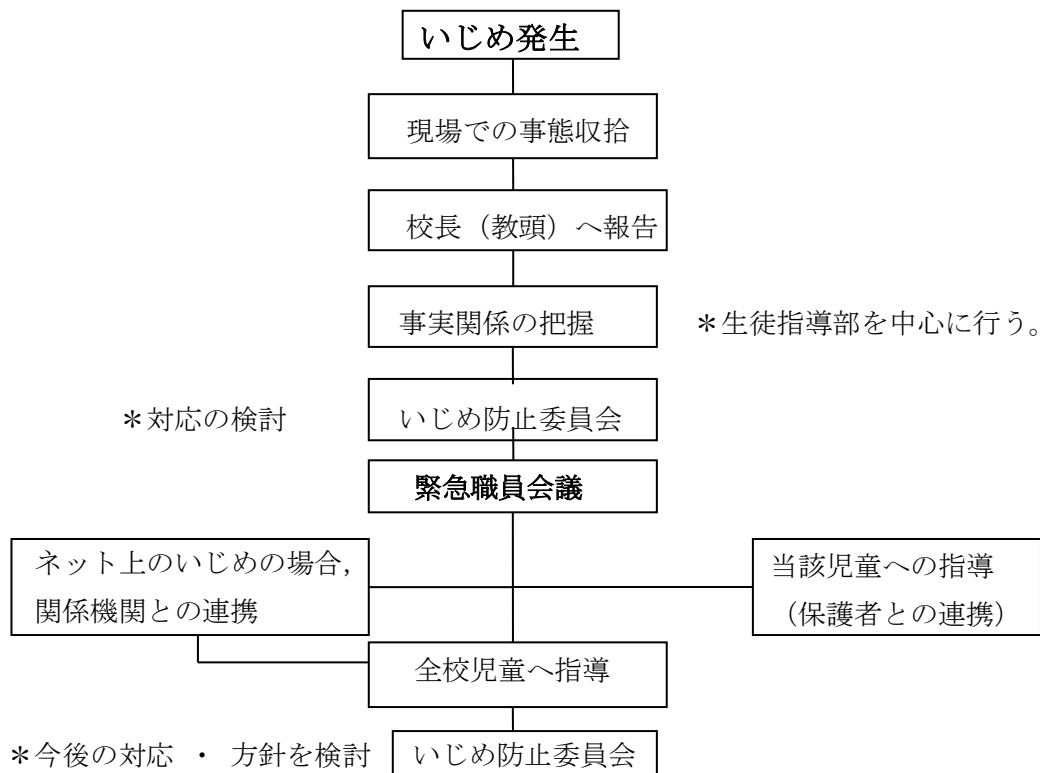 いじめ発生
現場での事態収拾
校長（教頭）へ報告
事実関係の把握
＊生徒指導部を中心に行う。
＊対応の検討
いじめ防止委員会
緊急職員会議
ネット上のいじめの場合，
関係機関との連携
当該児童への指導
（保護者との連携）
全校児童へ指導
＊今後の対応 ・ 方針を検討
いじめ防止委員会